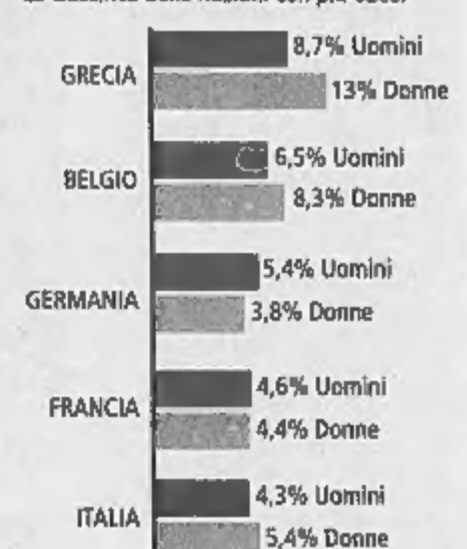 8,7% Uomini
GRECIA
13% Donne
6,5% Uomini
BELGIO
8,3% Donne
5,4% Uomini
GERMANIA
3,8% Donne
4,6% Uomini
FRANCIA
4,4% Donne
4,3% Uomini
ITALIA
5,4% Donne